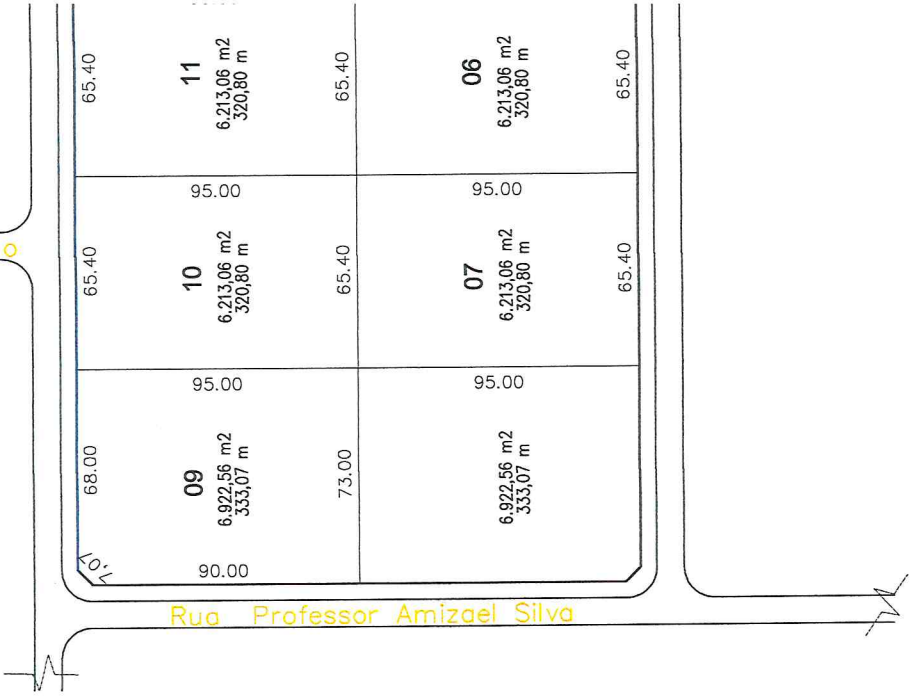 65.40
11
6.213,06 m2
320,80 m
65.40
06
6.213,06 m2
320,80 m
65.40
95.00
95.00
o
65.40
10
6.213,06 m2
320,80 m
65.40
07
6.213,06 m2
320,80 m
65.40
95.00
95.00
68.00
09
6.922,56 m2
333,07 m
73.00
6.922,56 m2
333,07 m
7,07
90.00
Rua Professor Amizael Silva